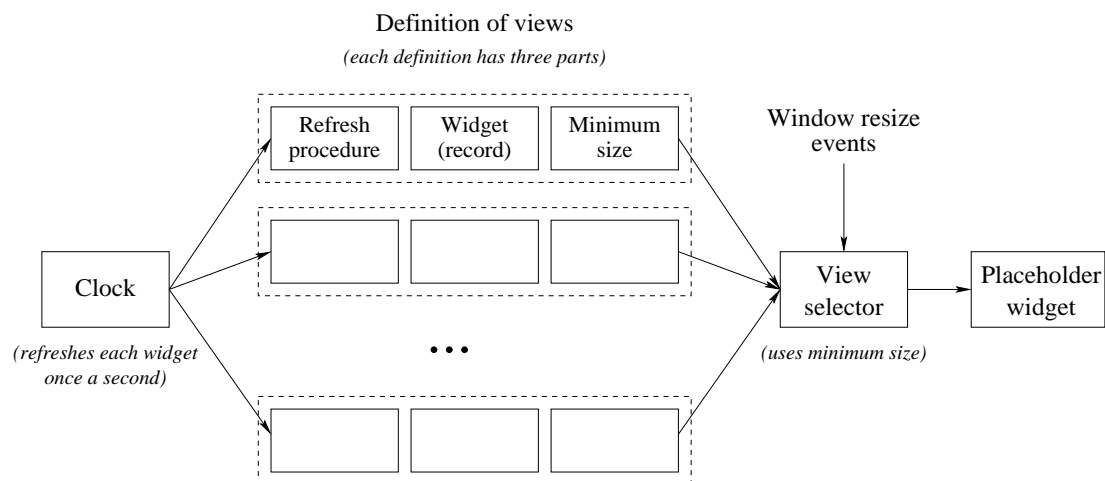 Definition of views
(each definition has three parts)
Refresh
procedure
Widget
(record)
Minimum
size
Window resize
events
Clock
(refreshes each widget
once a second)
...
View
selector
(uses minimum size)
Placeholder
widget